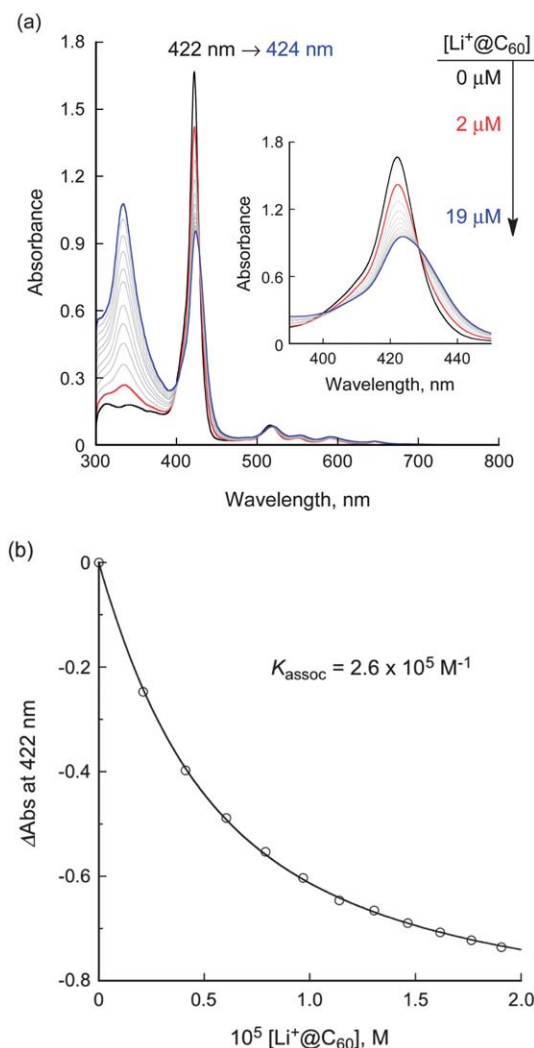 (a)
1.8
1.5
1.2
0.9
0.6
0.3
0
Absorbance
300 400 500 600 700 800
Wavelength, nm
422 nm → 424 nm
[Li⁺@C₆₀]
0 μM
2 μM
19 μM
1.8
1.2
0.6
0
Absorbance
400 420 440
Wavelength, nm
(b)
0
-0.2
-0.4
-0.6
-0.8
ΔAbs at 422 nm
K_assoc = 2.6 x 10⁵ M⁻¹
0 0.5 1.0 1.5 2.0
10⁵ [Li⁺@C₆₀], M